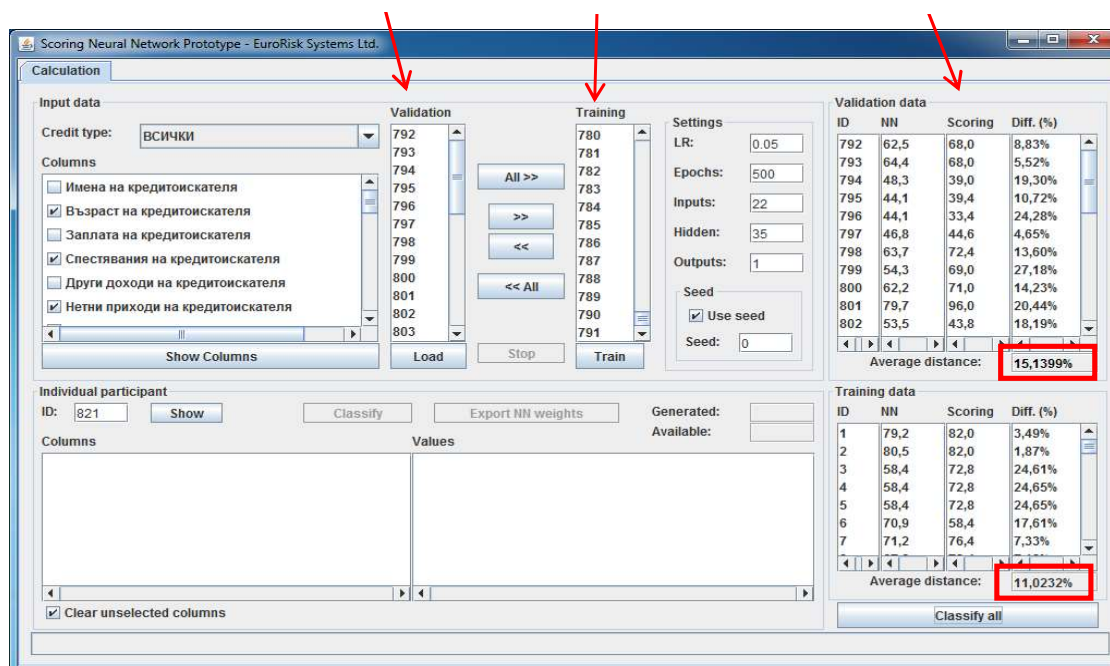 Scoring Neural Network Prototype - EuroRisk Systems Ltd.
Calculation
Input data
Credit type:
ВСИЧКИ
Columns
Имена на кредитоискателя
Възраст на кредитоискателя
Заплата на кредитоискателя
Спестявания на кредитоискателя
Други доходи на кредитоискателя
Нетни приходи на кредитоискателя
Show Columns
Validation
792
793
794
795
796
797
798
799
800
801
802
803
Load
All >>
>>
<<
<< All
Stop
Training
780
781
782
783
784
785
786
787
788
789
790
791
Train
Settings
LR: 0.05
Epochs: 500
Inputs: 22
Hidden: 35
Outputs: 1
Seed
Use seed
Seed: 0
Validation data
ID NN Scoring Diff. (%)
792 62,5 68,0 8,83%
793 64,4 68,0 5,52%
794 48,3 39,0 19,30%
795 44,1 39,4 10,72%
796 44,1 33,4 24,28%
797 46,8 44,6 4,65%
798 63,7 72,4 13,60%
799 54,3 69,0 27,18%
800 62,2 71,0 14,23%
801 79,7 96,0 20,44%
802 53,5 43,8 18,19%
Average distance: 15,1399%
Individual participant
ID: 821 Show Classify Export NN weights
Generated:
Available:
Columns Values
Clear unselected columns
Training data
ID NN Scoring Diff. (%)
1 79,2 82,0 3,49%
2 80,5 82,0 1,87%
3 58,4 72,8 24,61%
4 58,4 72,8 24,65%
5 58,4 72,8 24,65%
6 70,9 58,4 17,61%
7 71,2 76,4 7,33%
Average distance: 11,0232%
Classify all